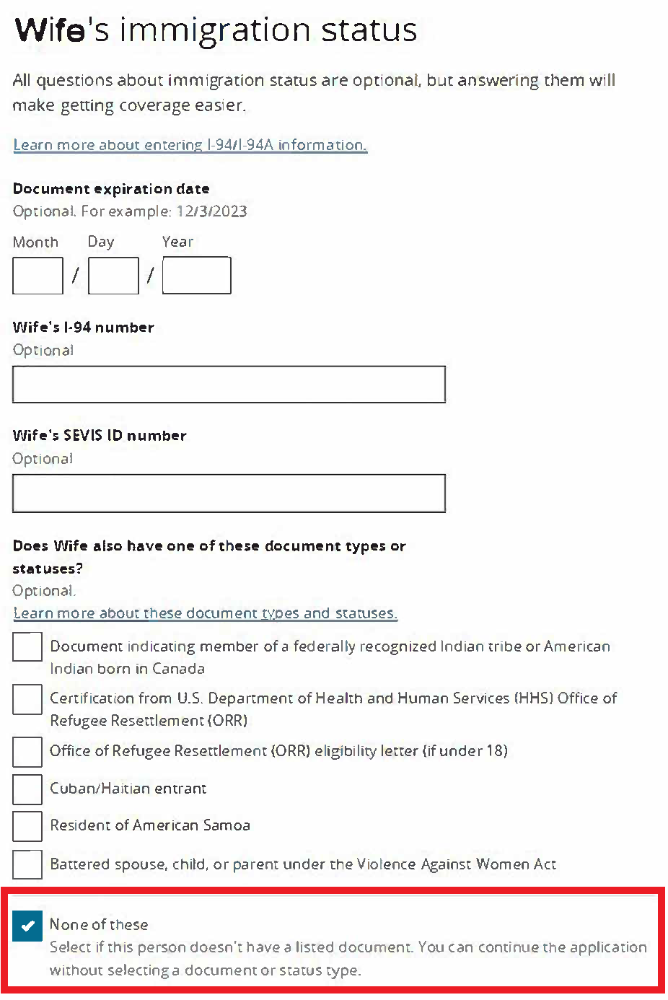 Wife's immigration status
All questions about immigration status are optional, but answering them will
make getting coverage easier.
Learn more about entering I-94/I-94A information.
Document expiration date
Optional. For example: 12/3/2023
Month Day Year
/ /
Wife's I-94 number
Optional
Wife's SEVIS ID number
Optional
Does Wife also have one of these document types or
statuses?
Optional.
Learn more about these document types and statuses.
Document indicating member of a federally recognized Indian tribe or American
Indian born in Canada
Certification from U.S. Department of Health and Human Services (HHS) Office of
Refugee Resettlement (ORR)
Office of Refugee Resettlement (ORR) eligibility letter (if under 18)
Cuban/Haitian entrant
Resident of American Samoa
Battered spouse, child, or parent under the Violence Against Women Act
None of these
Select if this person doesn't have a listed document. You can continue the application
without selecting a document or status type.